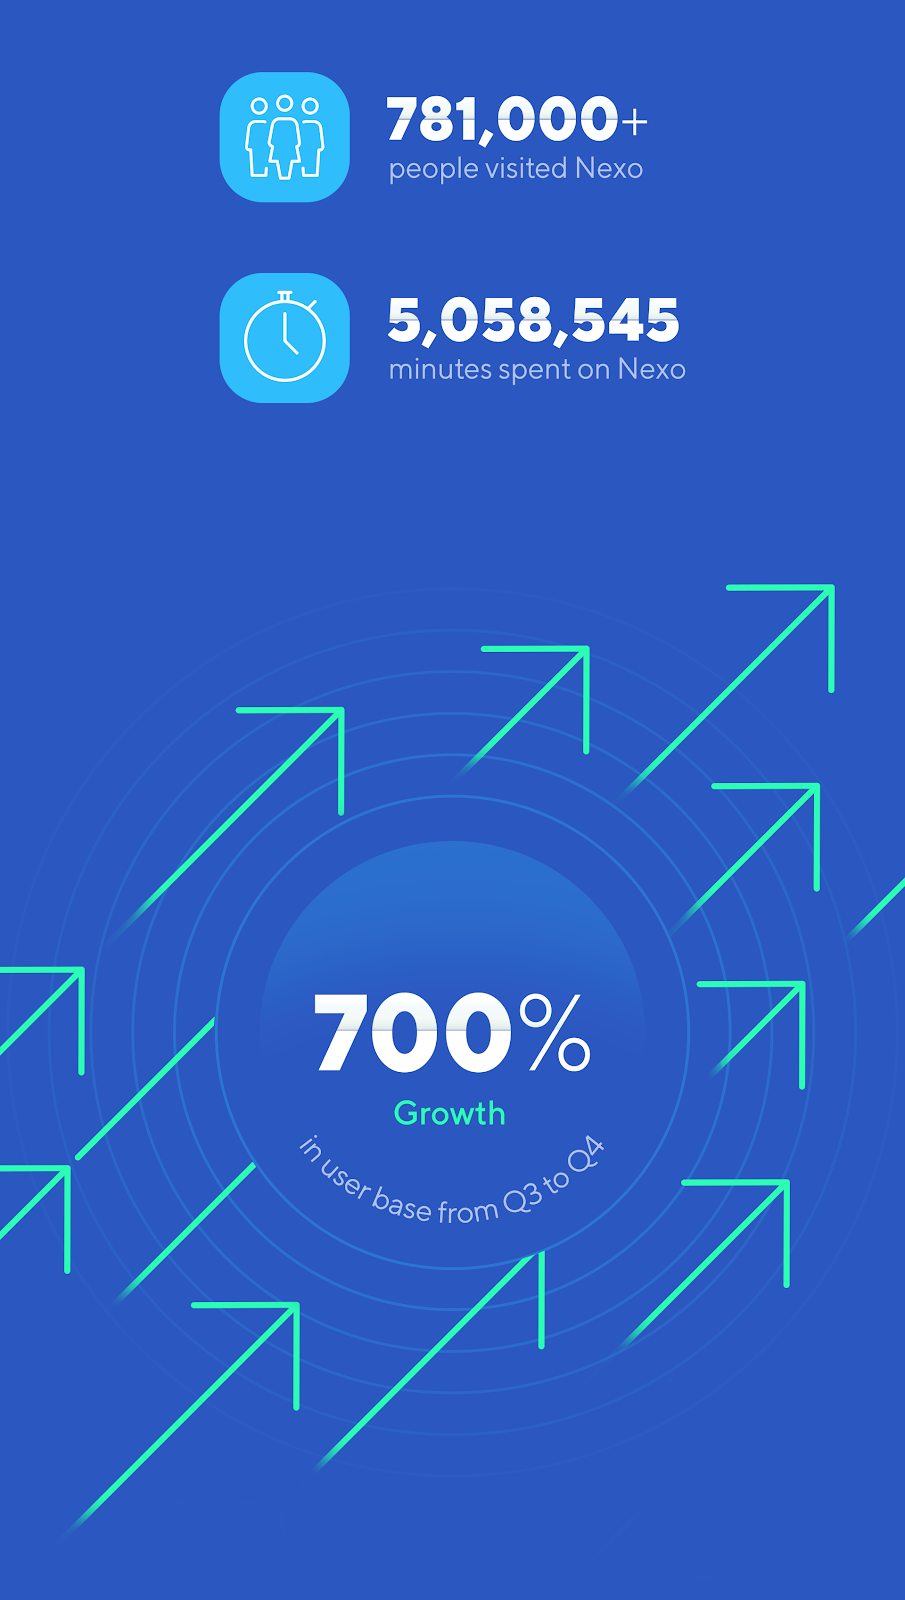 781,000+
people visited Nexo
5,058,545
minutes spent on Nexo
700%
Growth
in user base from Q3 to Q4